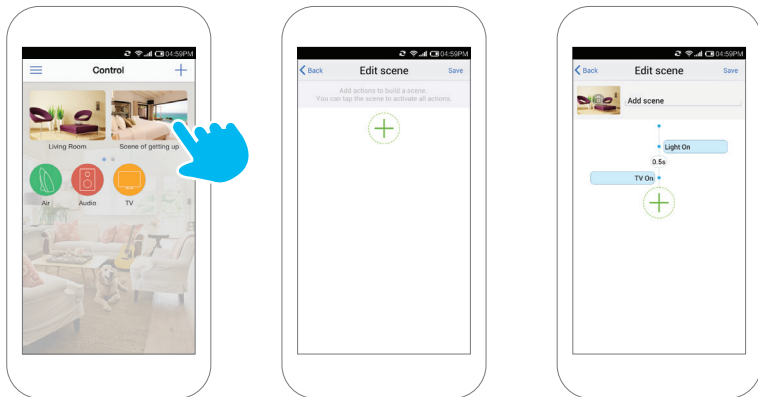 04:59PM
Control
Living Room
Scene of getting up
Air
Audio
TV
04:59PM
Back
Edit scene
Save
Add actions to build a scene.
You can tap the scene to activate all actions.
04:59PM
Back
Edit scene
Save
Add scene
Light On
0.5s
TV On